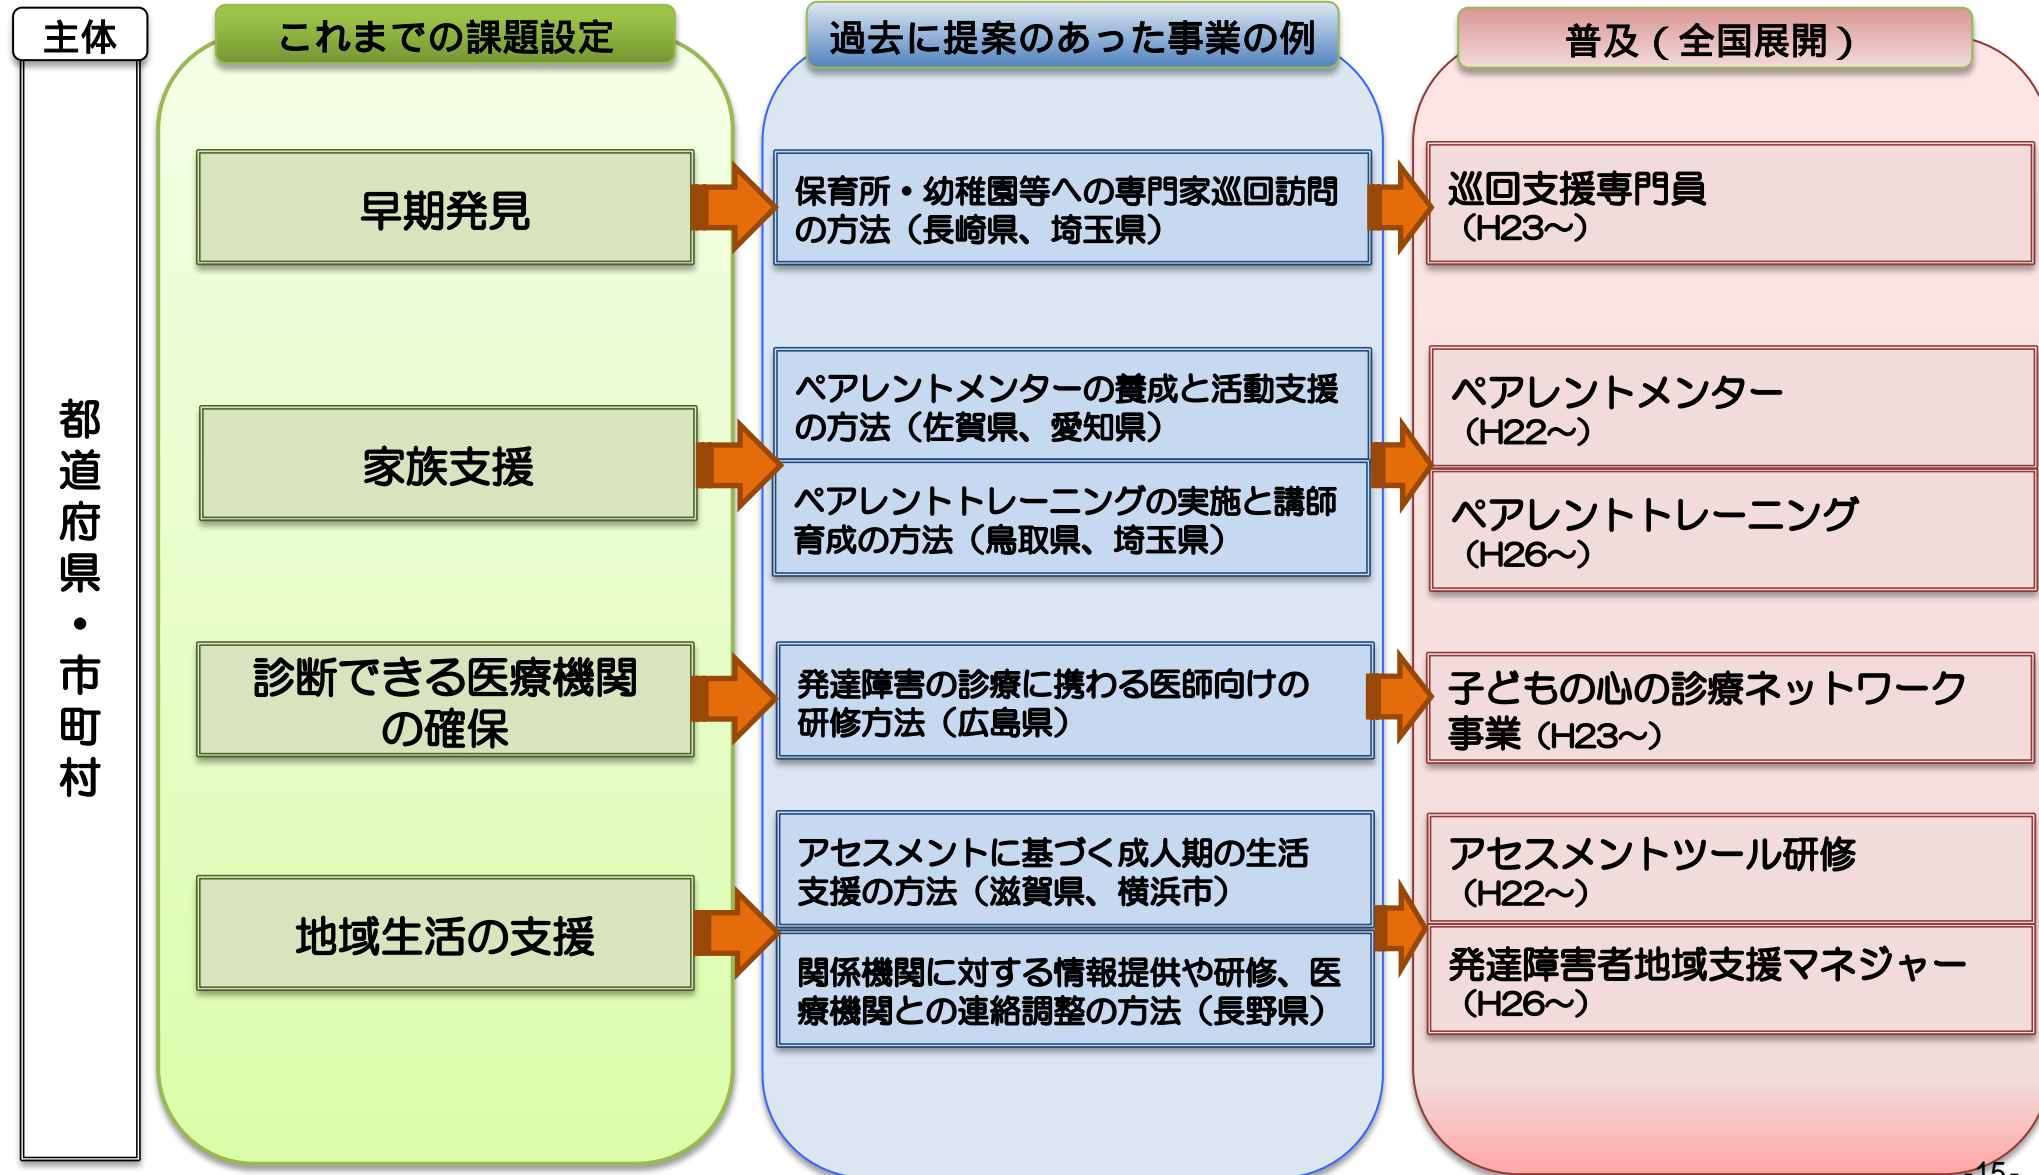 主体
都道府県・市町村
これまでの課題設定
早期発見
家族支援
診断できる医療機関
の確保
地域生活の支援
過去に提案のあった事業の例
保育所・幼稚園等への専門家巡回訪問
の方法（長崎県、埼玉県）
ペアレントメンターの養成と活動支援
の方法（佐賀県、愛知県）
ペアレントトレーニングの実施と講師
育成の方法（鳥取県、埼玉県）
発達障害の診療に携わる医師向けの
研修方法（広島県）
アセスメントに基づく成人期の生活
支援の方法（滋賀県、横浜市）
関係機関に対する情報提供や研修、医
療機関との連絡調整の方法（長野県）
普及（全国展開）
巡回支援専門員
（H23～）
ペアレントメンター
（H22～）
ペアレントトレーニング
（H26～）
子どもの心の診療ネットワーク
事業（H23～）
アセスメントツール研修
（H22～）
発達障害者地域支援マネジャー
（H26～）
-15-